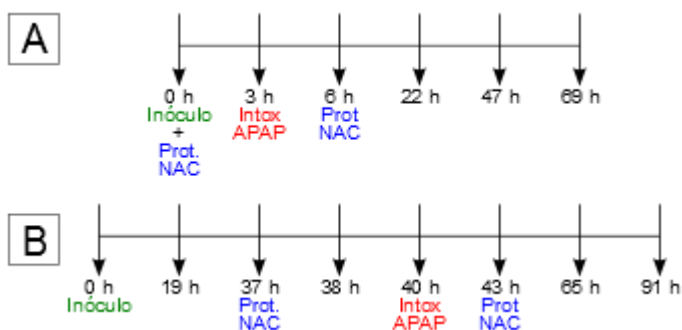 A
0 h 3 h 6 h 22 h 47 h 69 h
Inóculo Intox Prot
+ APAP NAC
Prot.
NAC
B
0 h 19 h 37 h 38 h 40 h 43 h 65 h 91 h
Inóculo Prot. Intox Prot
NAC APAP NAC